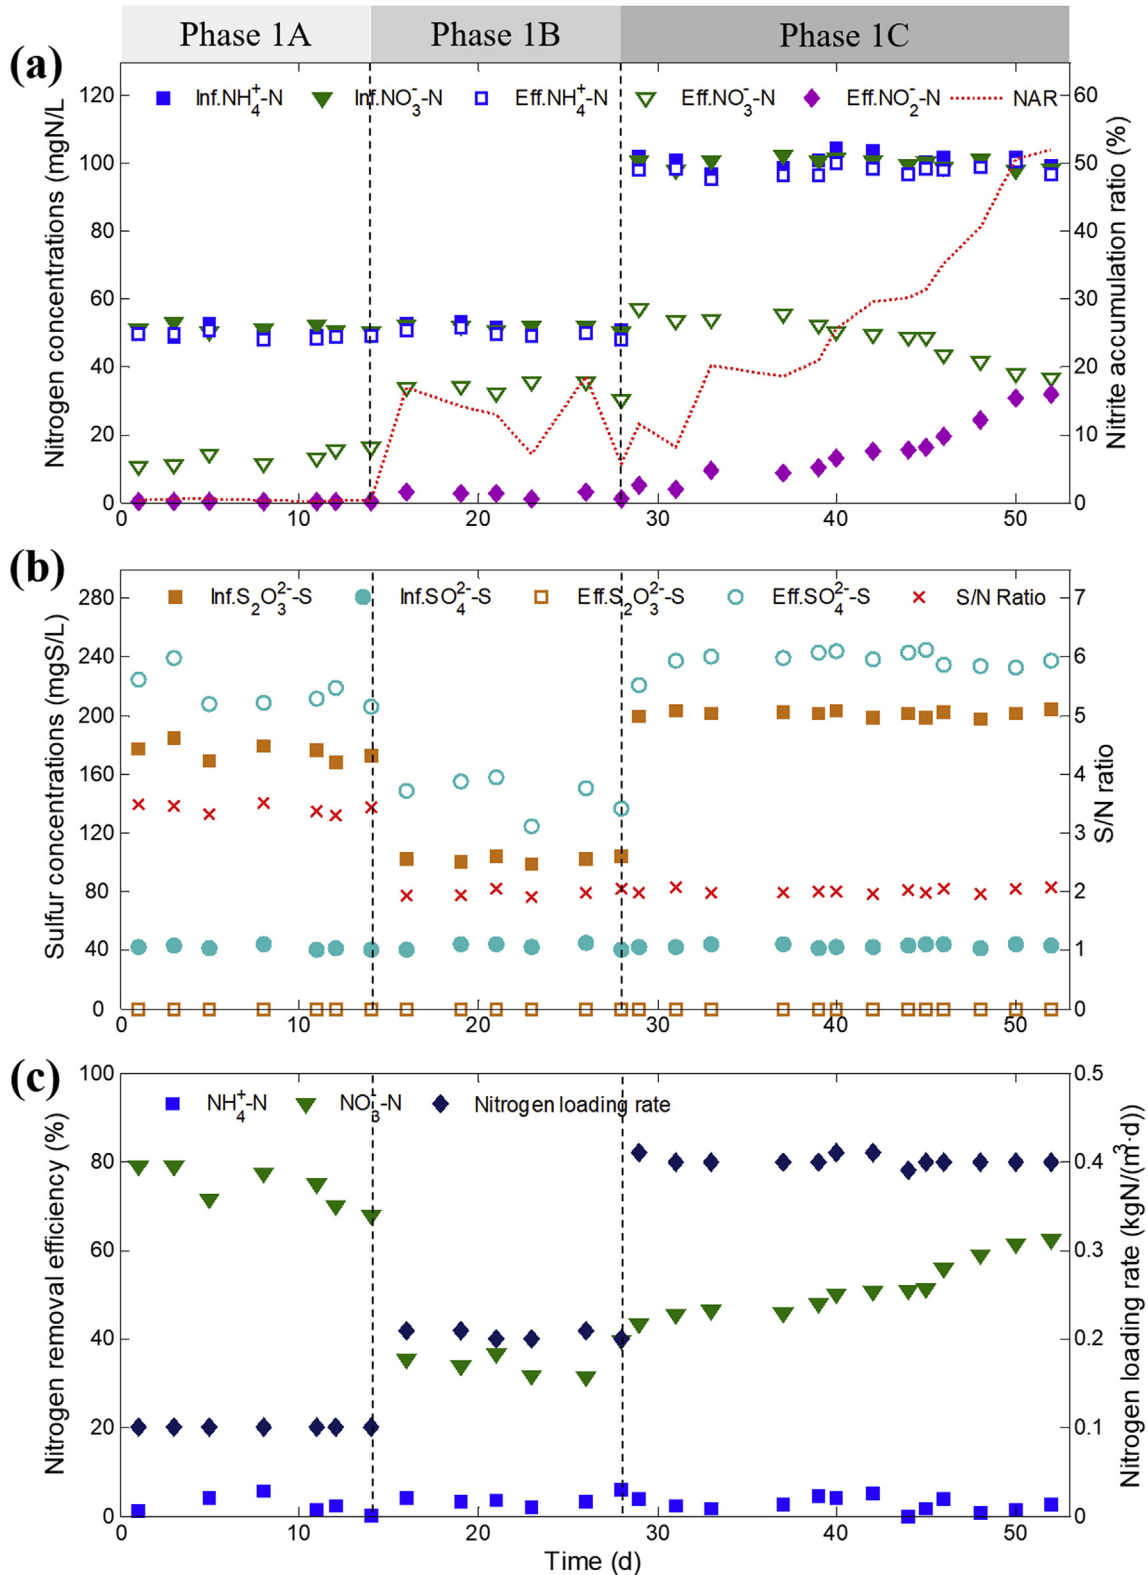 Phase 1A Phase 1B Phase 1C
(a)
Inf.NH₄⁺-N Inf.NO₃⁻-N Eff.NH₄⁺-N Eff.NO₃⁻-N Eff.NO₂⁻-N NAR
Nitrogen concentrations (mgN/L)
120
100
80
60
40
20
0
Nitrite accumulation ratio (%)
60
50
40
30
20
10
0
0 10 20 30 40 50
(b)
Inf.S₂O₃²⁻-S Inf.SO₄²⁻-S Eff.S₂O₃²⁻-S Eff.SO₄²⁻-S S/N Ratio
Sulfur concentrations (mgS/L)
280
240
200
160
120
80
40
0
S/N ratio
7
6
5
4
3
2
1
0
0 10 20 30 40 50
(c)
NH₄⁺-N NO₃⁻-N Nitrogen loading rate
Nitrogen removal efficiency (%)
100
80
60
40
20
0
Nitrogen loading rate (kgN/(m³·d))
0.5
0.4
0.3
0.2
0.1
0
0 10 20 30 40 50
Time (d)